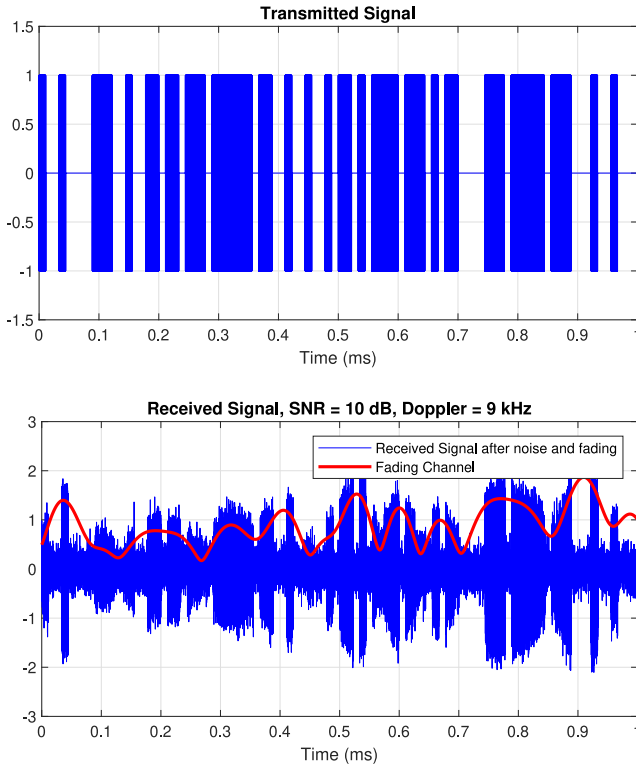 Transmitted Signal
1.5
1
0.5
0
-0.5
-1
-1.5
0 0.1 0.2 0.3 0.4 0.5 0.6 0.7 0.8 0.9 1
Time (ms)
Received Signal, SNR = 10 dB, Doppler = 9 kHz
3
Received Signal after noise and fading
2
Fading Channel
1
0
-1
-2
-3
0 0.1 0.2 0.3 0.4 0.5 0.6 0.7 0.8 0.9 1
Time (ms)